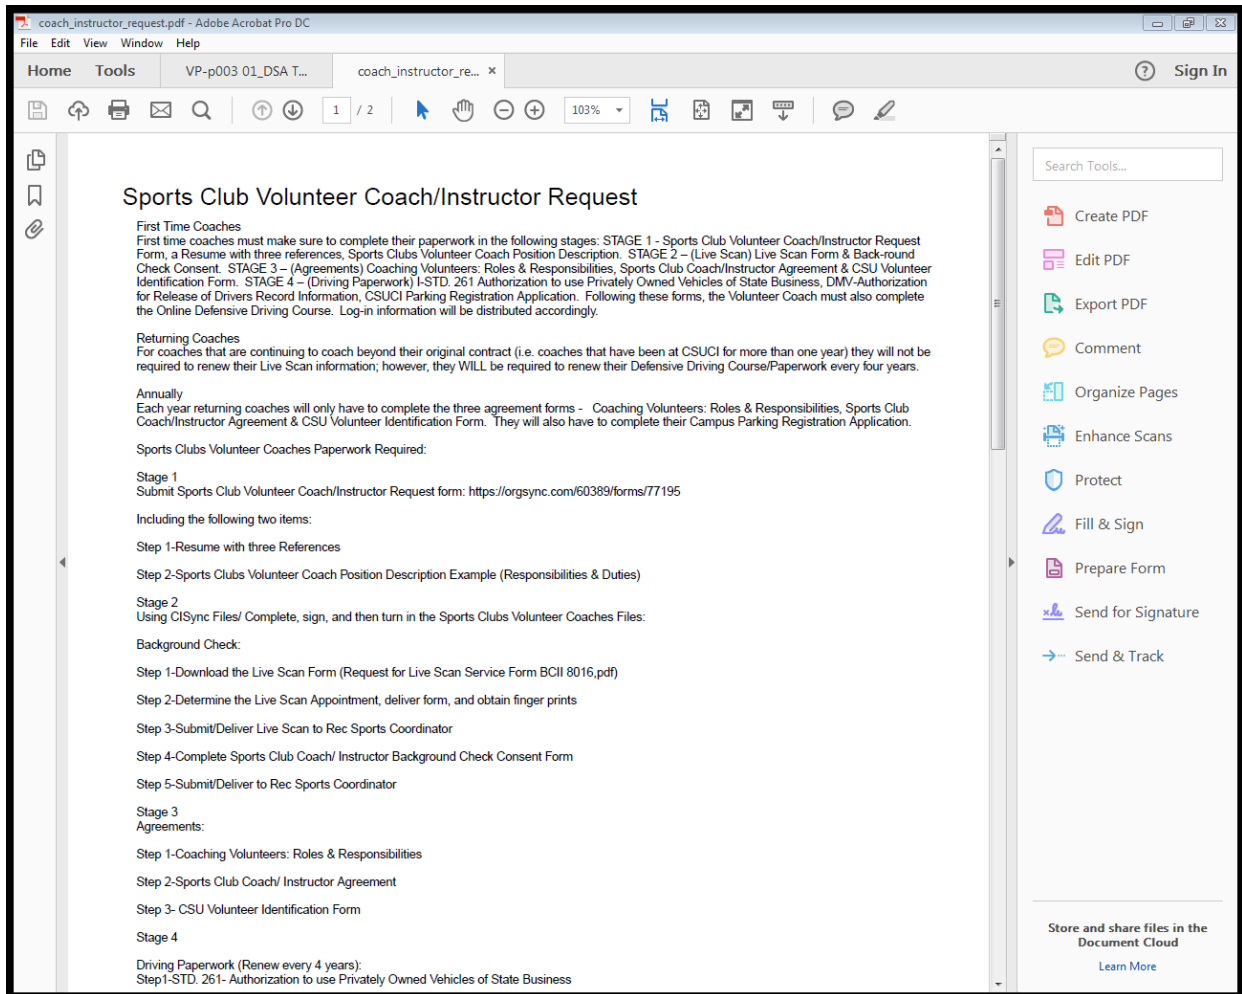 coach_instructor_request.pdf - Adobe Acrobat Pro DC
File Edit View Window Help
Home Tools VP-p003 01_DSA T... coach_instructor_re... × Sign In
1 / 2 103%
Search Tools...
Sports Club Volunteer Coach/Instructor Request
First Time Coaches
First time coaches must make sure to complete their paperwork in the following stages: STAGE 1 - Sports Club Volunteer Coach/Instructor Request
Form, a Resume with three references, Sports Clubs Volunteer Coach Position Description. STAGE 2 – (Live Scan) Live Scan Form & Back-round
Check Consent. STAGE 3 – (Agreements) Coaching Volunteers: Roles & Responsibilities, Sports Club Coach/Instructor Agreement & CSU Volunteer
Identification Form. STAGE 4 – (Driving Paperwork) I-STD. 261 Authorization to use Privately Owned Vehicles of State Business, DMV-Authorization
for Release of Drivers Record Information, CSUCI Parking Registration Application. Following these forms, the Volunteer Coach must also complete
the Online Defensive Driving Course. Log-in information will be distributed accordingly.
Returning Coaches
For coaches that are continuing to coach beyond their original contract (i.e. coaches that have been at CSUCI for more than one year) they will not be
required to renew their Live Scan information; however, they WILL be required to renew their Defensive Driving Course/Paperwork every four years.
Annually
Each year returning coaches will only have to complete the three agreement forms - Coaching Volunteers: Roles & Responsibilities, Sports Club
Coach/Instructor Agreement & CSU Volunteer Identification Form. They will also have to complete their Campus Parking Registration Application.
Sports Clubs Volunteer Coaches Paperwork Required:
Stage 1
Submit Sports Club Volunteer Coach/Instructor Request form: https://orgsync.com/60389/forms/77195
Including the following two items:
Step 1-Resume with three References
Step 2-Sports Clubs Volunteer Coach Position Description Example (Responsibilities & Duties)
Stage 2
Using CISync Files/ Complete, sign, and then turn in the Sports Clubs Volunteer Coaches Files:
Background Check:
Step 1-Download the Live Scan Form (Request for Live Scan Service Form BCII 8016,pdf)
Step 2-Determine the Live Scan Appointment, deliver form, and obtain finger prints
Step 3-Submit/Deliver Live Scan to Rec Sports Coordinator
Step 4-Complete Sports Club Coach/ Instructor Background Check Consent Form
Step 5-Submit/Deliver to Rec Sports Coordinator
Stage 3
Agreements:
Step 1-Coaching Volunteers: Roles & Responsibilities
Step 2-Sports Club Coach/ Instructor Agreement
Step 3- CSU Volunteer Identification Form
Stage 4
Driving Paperwork (Renew every 4 years):
Step1-STD. 261- Authorization to use Privately Owned Vehicles of State Business
Create PDF
Edit PDF
Export PDF
Comment
Organize Pages
Enhance Scans
Protect
Fill & Sign
Prepare Form
Send for Signature
Send & Track
Store and share files in the
Document Cloud
Learn More